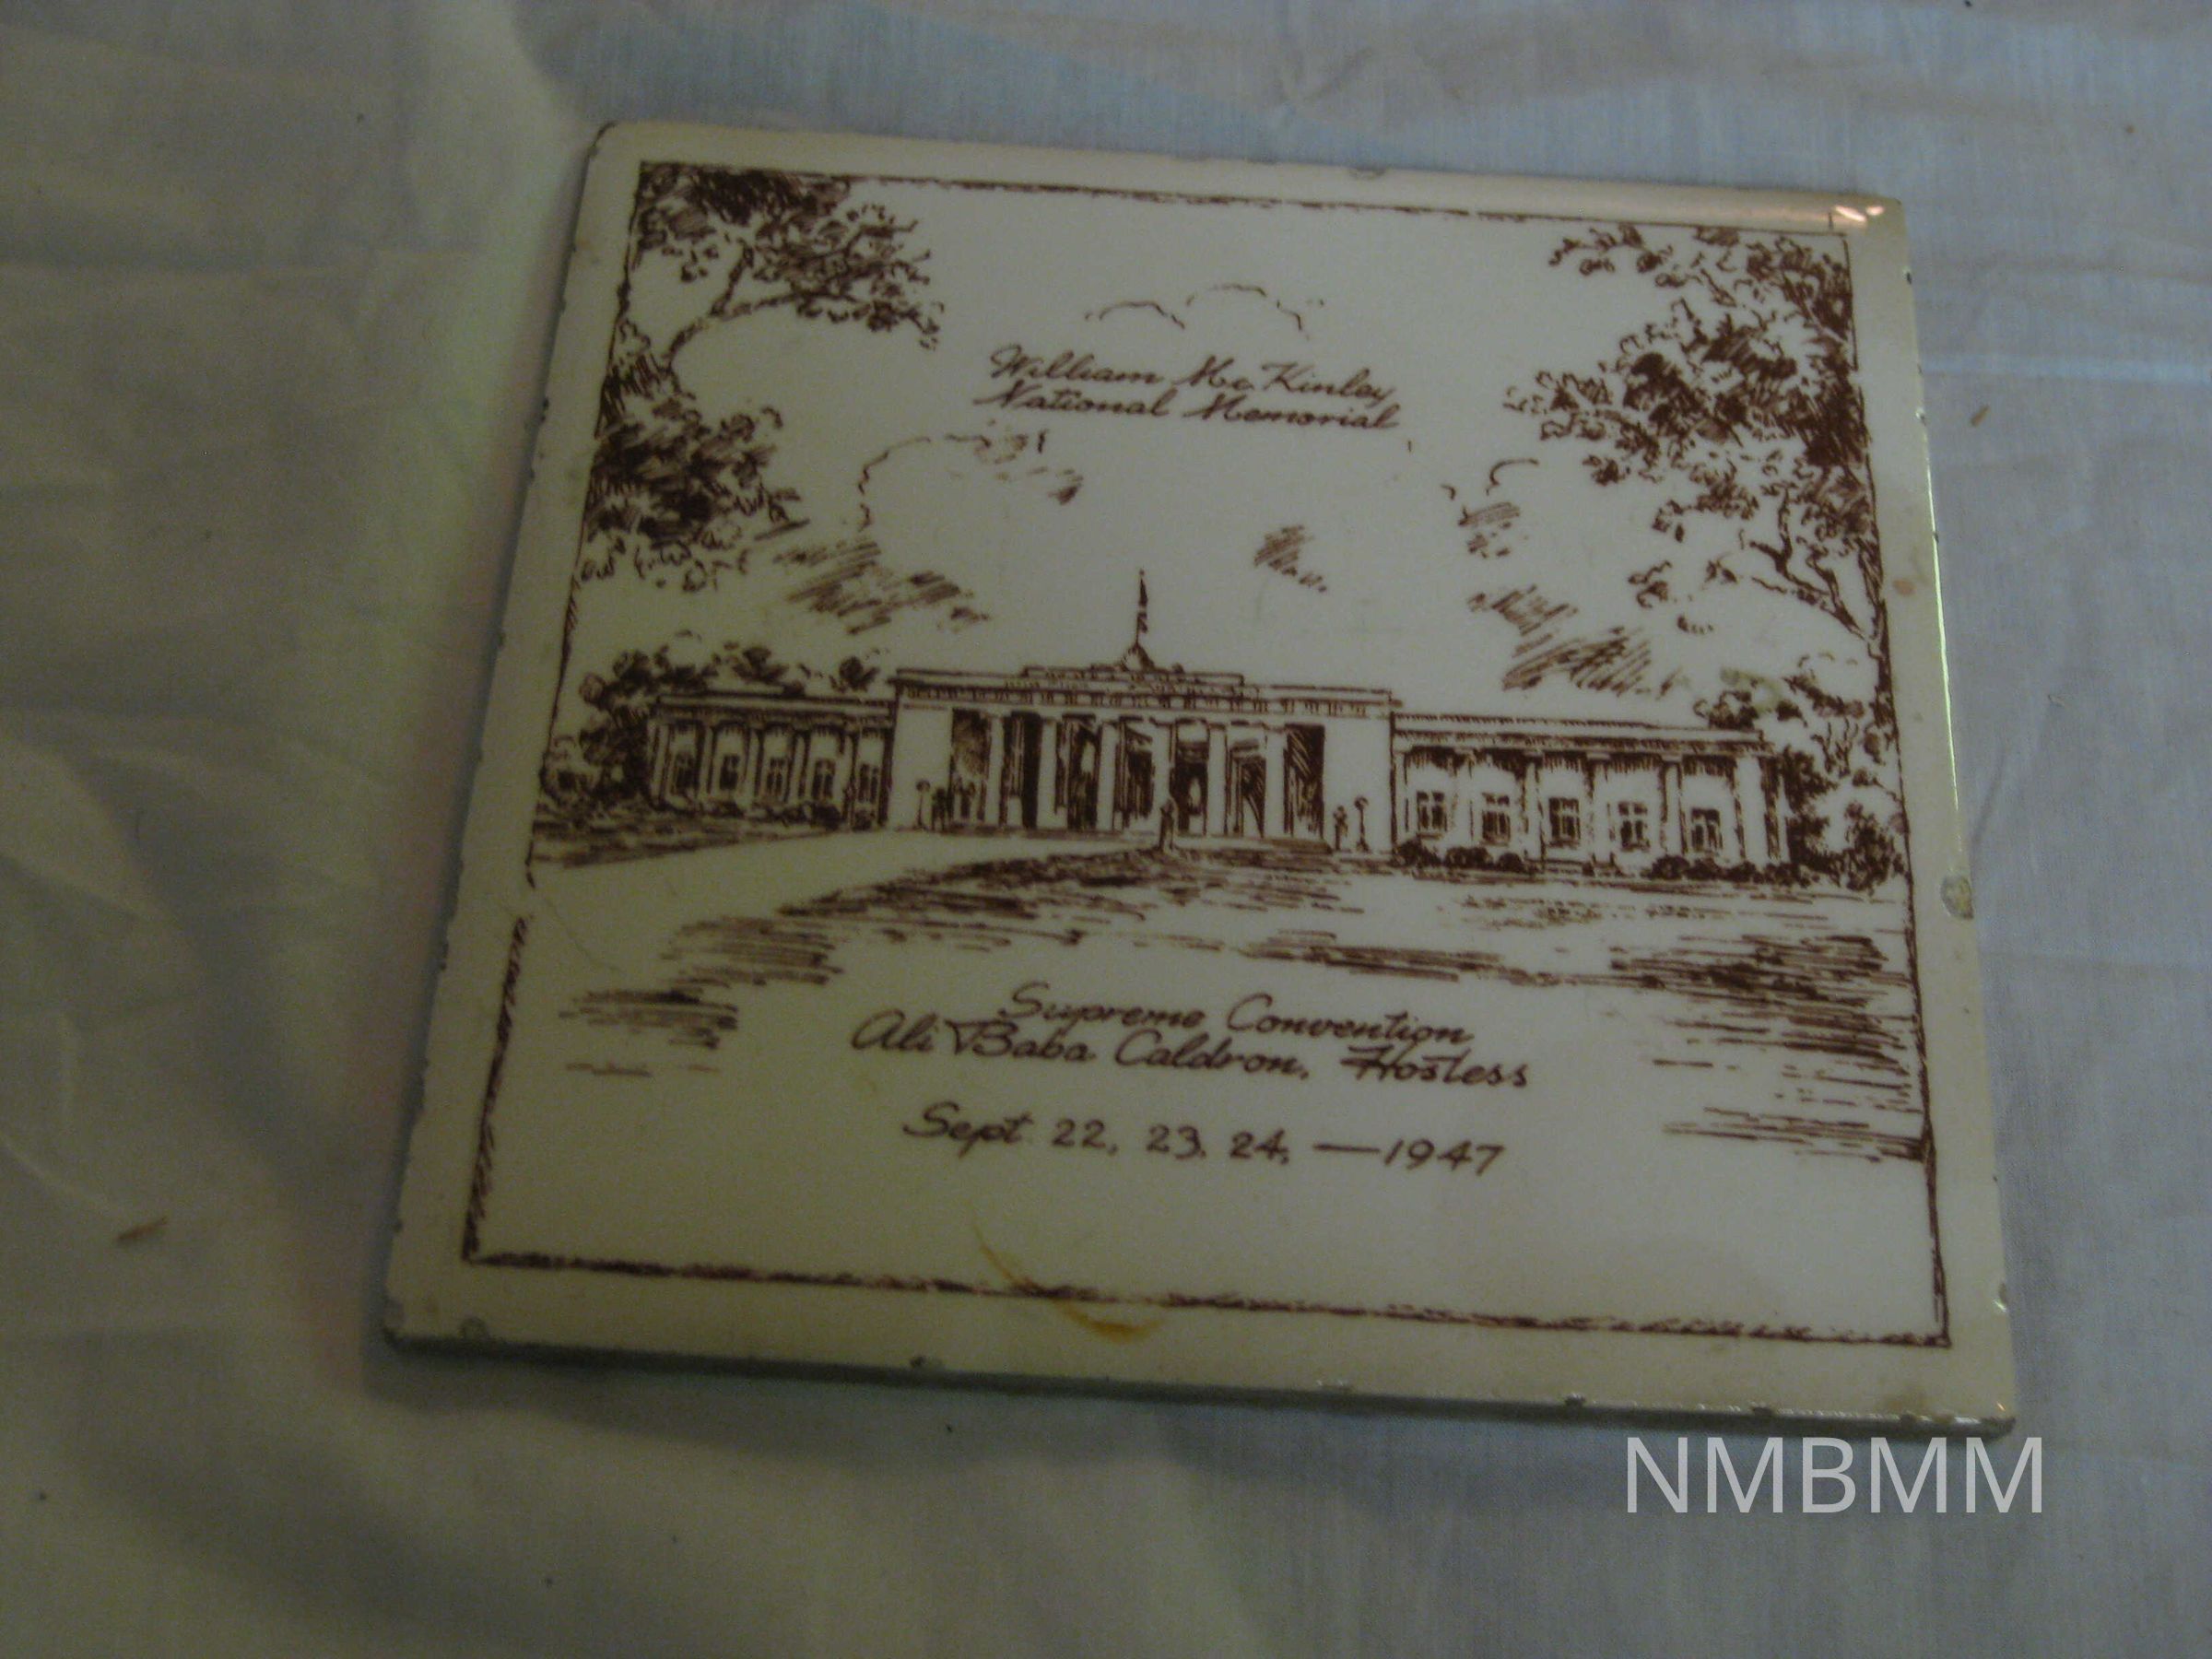 William McKinley
National Memorial
Supreme Convention
Ali Baba Caldron, Hostess
Sept 22, 23, 24, —1947
NMBMM